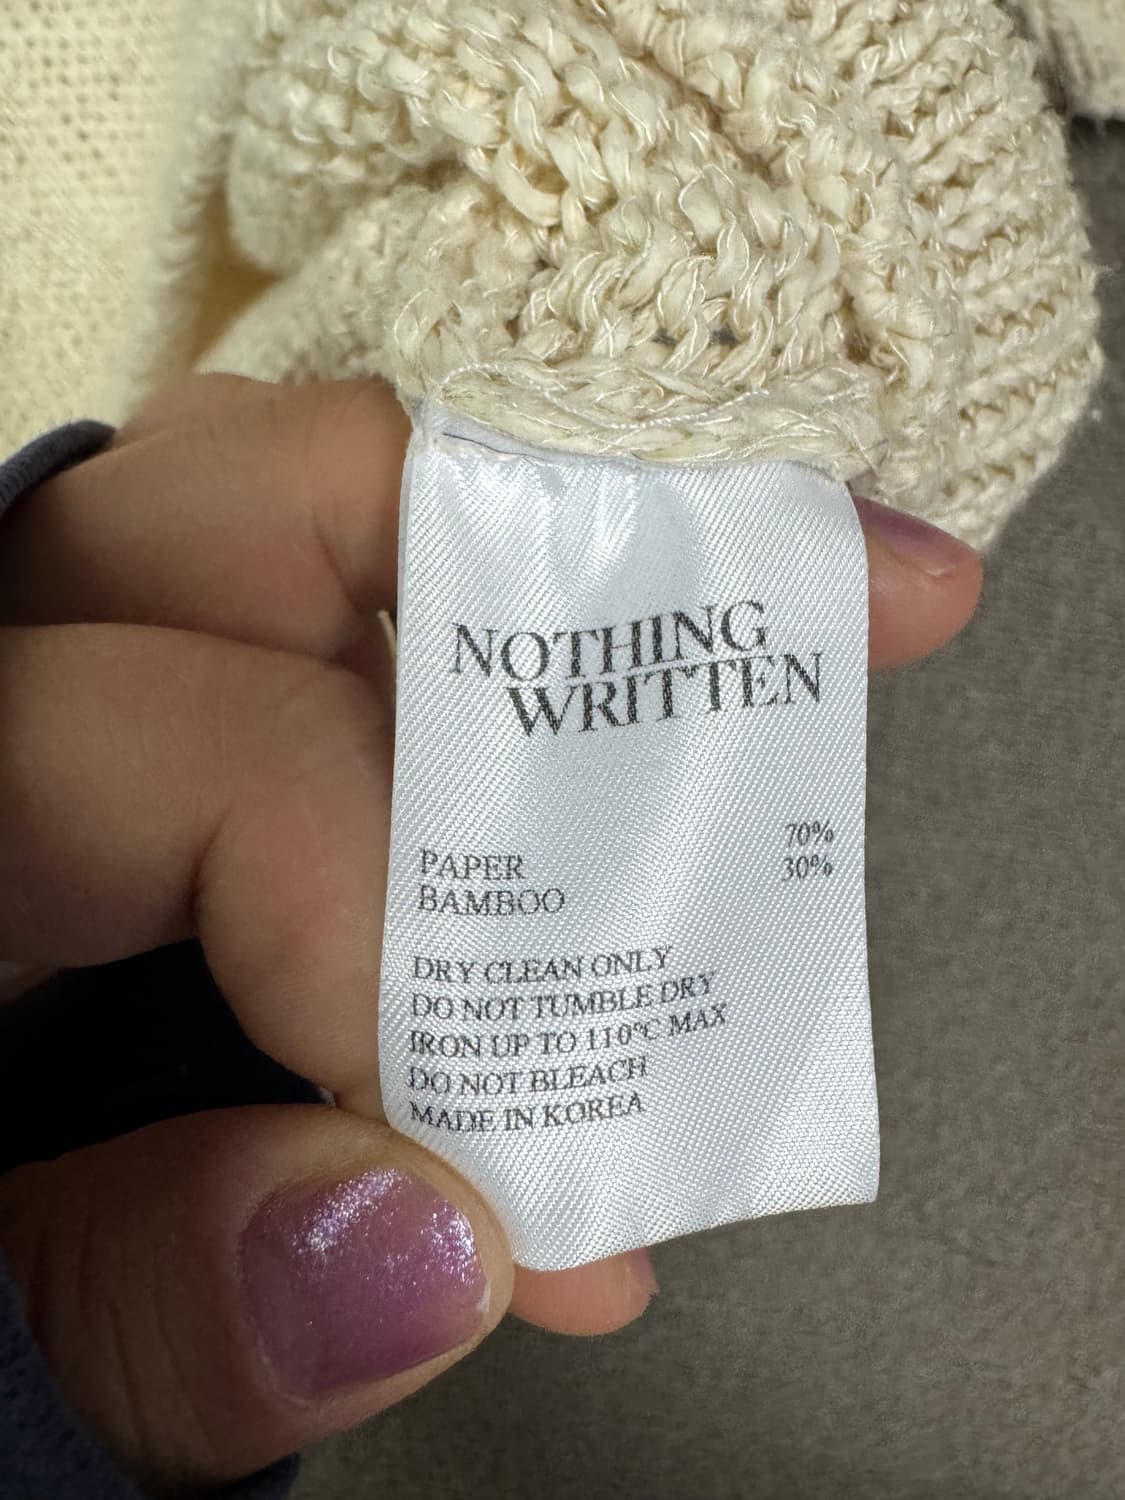 NOTHING
WRITTEN
PAPER 70%
BAMBOO 30%
DRY CLEAN ONLY
DO NOT TUMBLE DRY
IRON UP TO 110°C MAX
DO NOT BLEACH
MADE IN KOREA